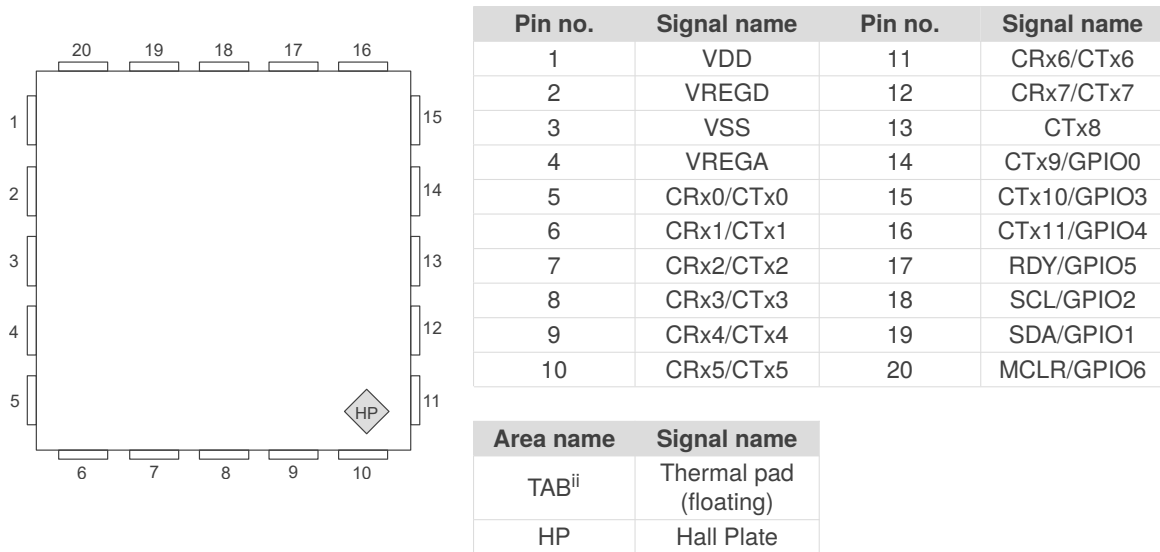 20 19 18 17 16
1
2
3
4
5
15
14
13
12
11
HP
6 7 8 9 10
Pin no. Signal name Pin no. Signal name
1 VDD 11 CRx6/CTx6
2 VREGD 12 CRx7/CTx7
3 VSS 13 CTx8
4 VREGA 14 CTx9/GPIO0
5 CRx0/CTx0 15 CTx10/GPIO3
6 CRx1/CTx1 16 CTx11/GPIO4
7 CRx2/CTx2 17 RDY/GPIO5
8 CRx3/CTx3 18 SCL/GPIO2
9 CRx4/CTx4 19 SDA/GPIO1
10 CRx5/CTx5 20 MCLR/GPIO6
Area name Signal name
TABii Thermal pad
(floating)
HP Hall Plate